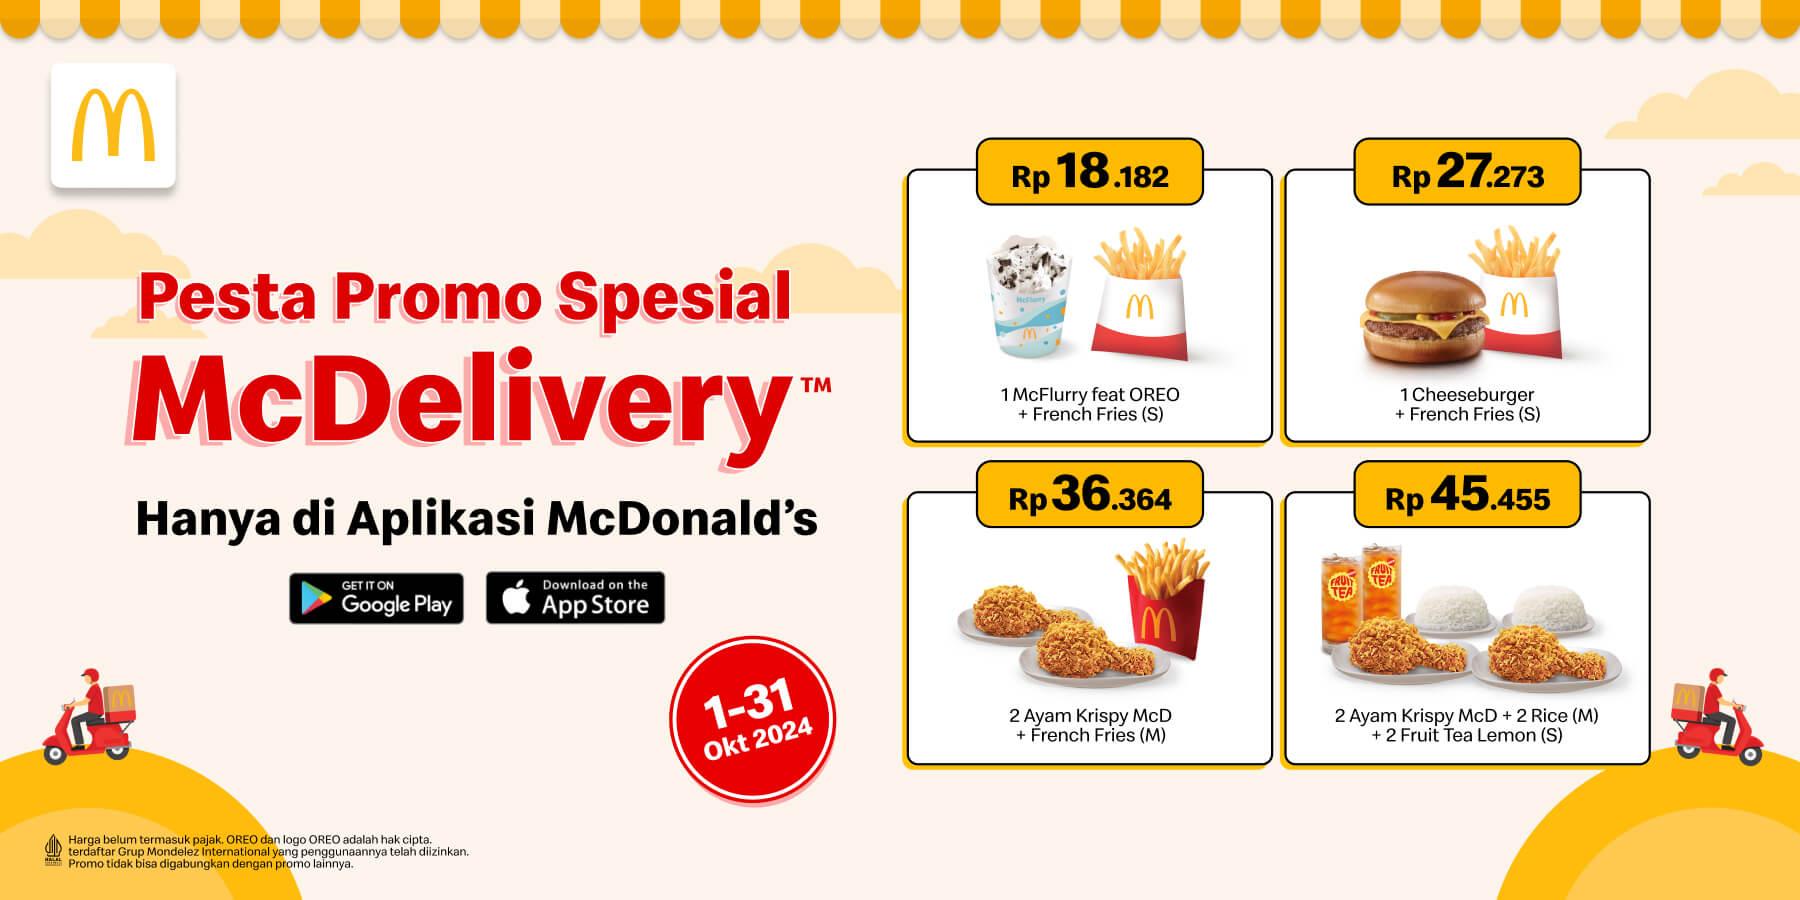 Pesta Promo Spesial
McDelivery™
Hanya di Aplikasi McDonald's
GET IT ON
Google Play
Download on the
App Store
1-31
Okt 2024
Rp 18.182
McFlurry
1 McFlurry feat OREO
+ French Fries (S)
Rp 27.273
1 Cheeseburger
+ French Fries (S)
Rp 36.364
2 Ayam Krispy McD
+ French Fries (M)
Rp 45.455
FRUIT
TEA
FRUIT
TEA
2 Ayam Krispy McD + 2 Rice (M)
+ 2 Fruit Tea Lemon (S)
HALAL
Harga belum termasuk pajak. OREO dan logo OREO adalah hak cipta.
terdaftar Grup Mondelez International yang penggunaannya telah diizinkan.
Promo tidak bisa digabungkan dengan promo lainnya.